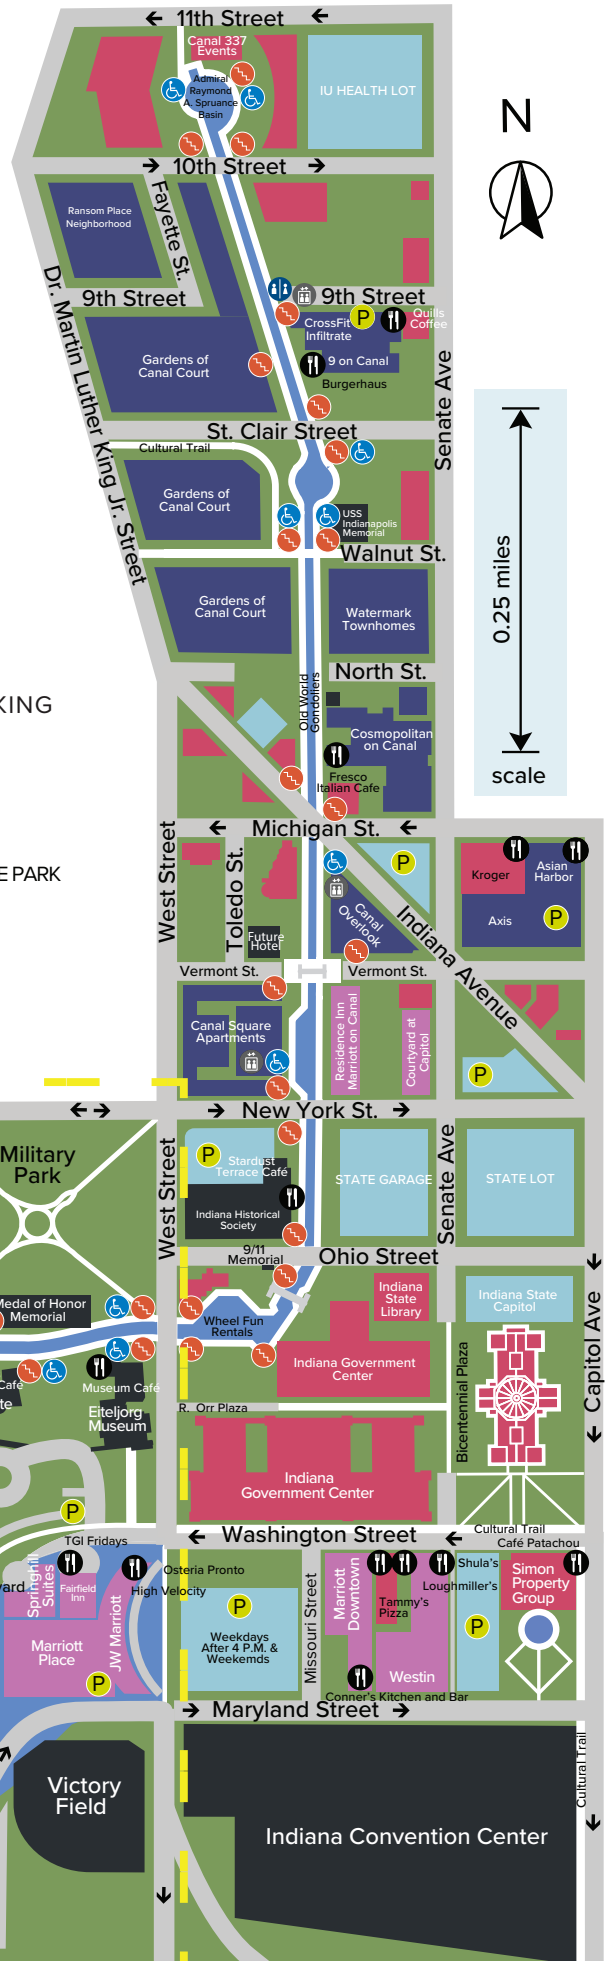 11th Street
Canal 337
Events
Admiral
Raymond
A. Spruance
Basin
IU HEALTH LOT
N
10th Street
Ransom Place
Neighborhood
Fayette St.
9th Street
9th Street
Dr. Martin Luther King Jr. Street
CrossFit
Infiltrate
P
Quills
Coffee
Gardens of
Canal Court
9 on Canal
Burgerhaus
Senate Ave
St. Clair Street
Cultural Trail
Gardens of
Canal Court
USS
Indianapolis
Memorial
Walnut St.
0.25 miles
scale
Gardens of
Canal Court
Watermark
Townhomes
North St.
Old World
Gondoliers
KING
Cosmopolitan
on Canal
Fresco
Italian Cafe
Michigan St.
West Street
Toledo St.
P
E PARK
Kroger
Asian
Harbor
Axis
P
Canal
Overlook
Indiana Avenue
Future
Hotel
Vermont St.
Vermont St.
Canal Square
Apartments
Residence Inn
Marriott on Canal
Courtyard at
Capitol
P
New York St.
Military
Park
West Street
P
Stardust
Terrace Café
Indiana Historical
Society
STATE GARAGE
Senate Ave
STATE LOT
9/11
Memorial
Ohio Street
Medal of Honor
Memorial
Wheel Fun
Rentals
Indiana
State
Library
Indiana State
Capitol
Capitol Ave
Indiana Government
Center
Bicentennial Plaza
Café
te
Museum Café
Eiteljorg
Museum
R. Orr Plaza
Indiana
Government Center
P
Washington Street
Cultural Trail
Café Patachou
TGI Fridays
Osteria Pronto
High Velocity
yard
Springhill
Suites
Fairfield
Inn
JW Marriott
Marriott
Place
P
P
Weekdays
After 4 P.M. &
Weekemds
Missouri Street
Marriott
Downtown
Tammy's
Pizza
Shula's
Loughmiller's
P
Simon
Property
Group
Westin
Conner's Kitchen and Bar
Maryland Street
Cultural Trail
Victory
Field
Indiana Convention Center